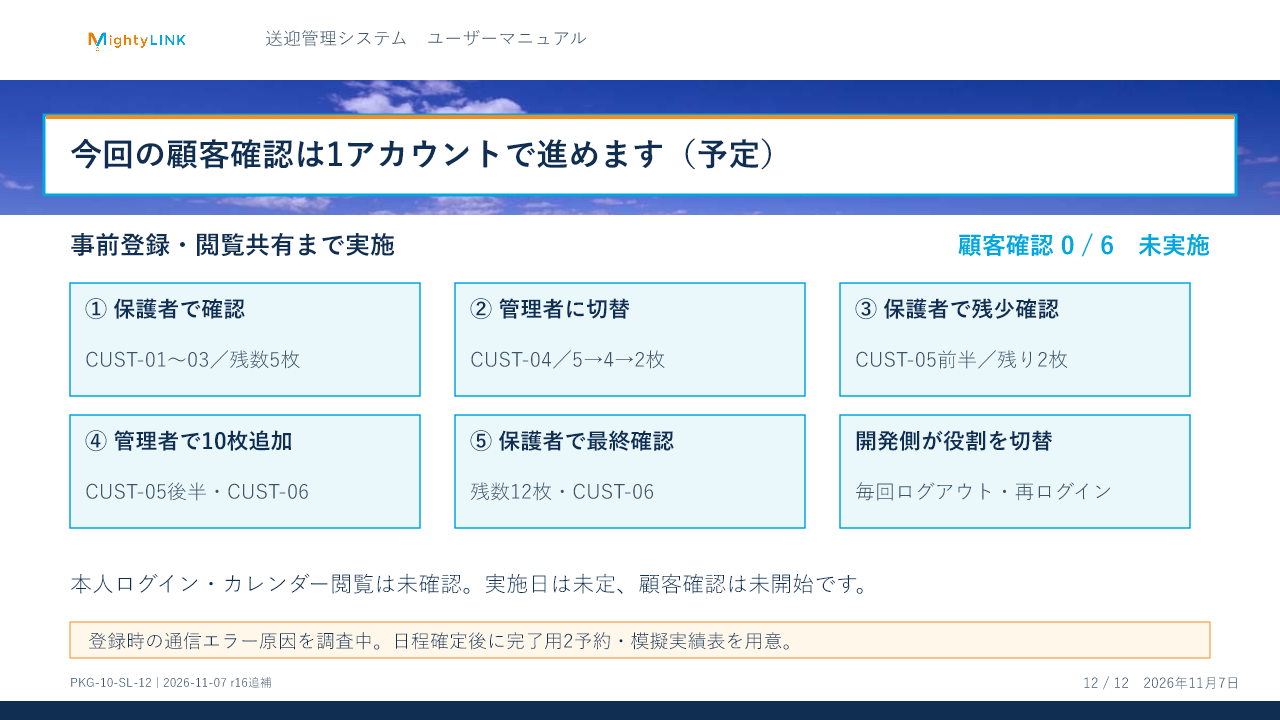 MightyLINK
送迎管理システム　ユーザーマニュアル
今回の顧客確認は1アカウントで進めます（予定）
事前登録・閲覧共有まで実施
顧客確認 0 / 6　未実施
① 保護者で確認
CUST-01～03／残数5枚
② 管理者に切替
CUST-04／5→4→2枚
③ 保護者で残少確認
CUST-05前半／残り2枚
④ 管理者で10枚追加
CUST-05後半・CUST-06
⑤ 保護者で最終確認
残数12枚・CUST-06
開発側が役割を切替
毎回ログアウト・再ログイン
本人ログイン・カレンダー閲覧は未確認。実施日は未定、顧客確認は未開始です。
登録時の通信エラー原因を調査中。日程確定後に完了用2予約・模擬実績表を用意。
PKG-10-SL-12 | 2026-11-07 r16追補
12 / 12　2026年11月7日